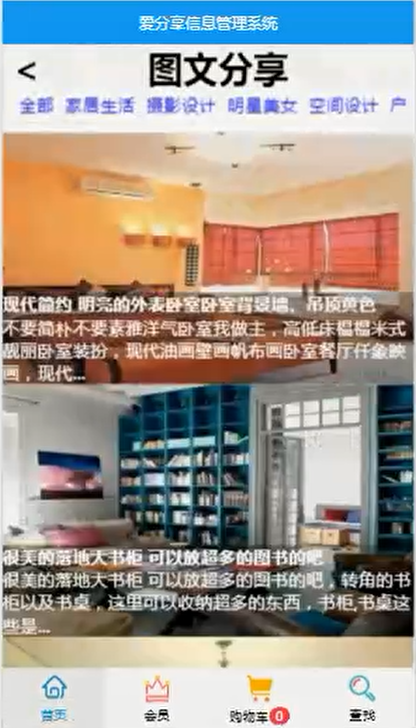 爱分享信息管理系统
<
图文分享
全部 家居生活 摄影设计 明星美女 空间设计 户
现代简约 明亮的外表卧室卧室背景墙、吊顶黄色
不要简朴不要素雅洋气卧室我做主，高低床榻榻米式
靓丽卧室装扮，现代油画壁画帆布画卧室餐厅仟象映
画，现代...
很美的落地大书柜 可以放超多的图书的吧
很美的落地大书柜 可以放超多的图书的吧，转角的书
柜以及书桌，这里可以收纳超多的东西，书柜,书桌这
些是...
首页 会员 购物车 0 查找